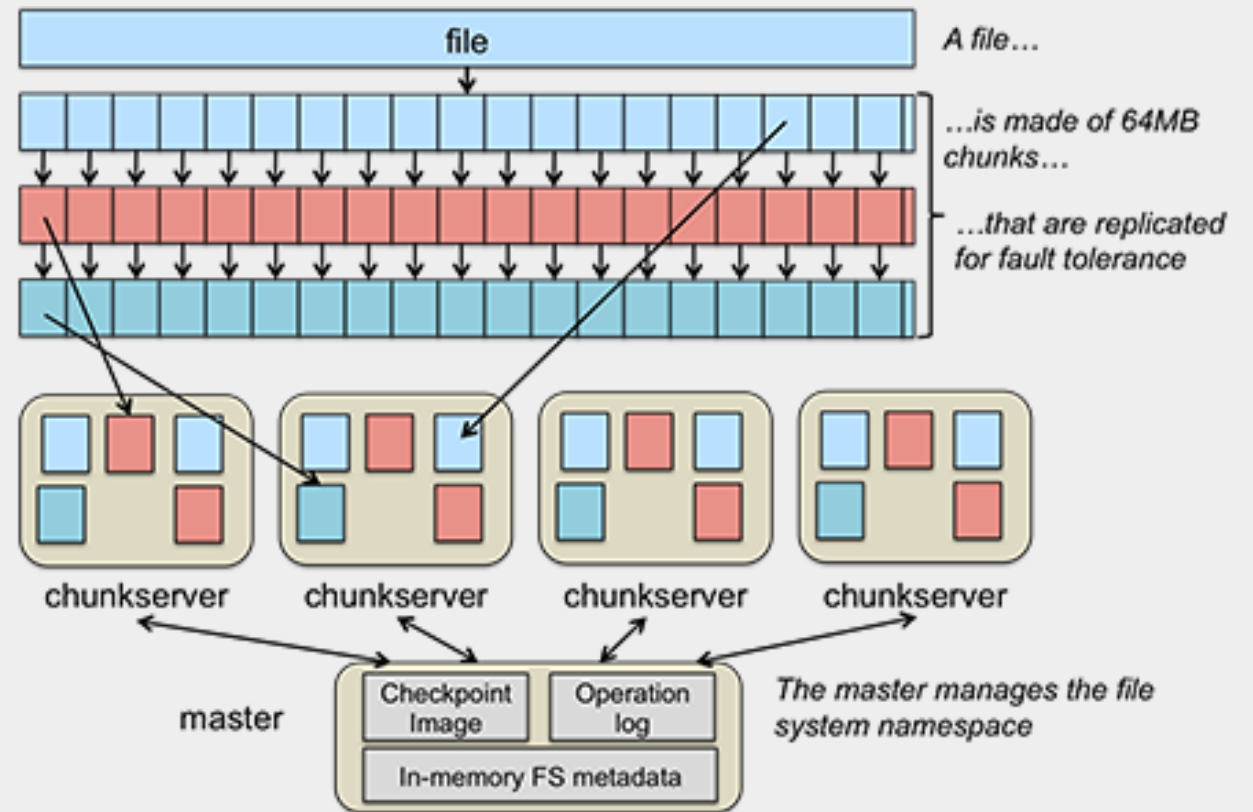 file
A file…
…is made of 64MB
chunks…
…that are replicated
for fault tolerance
chunkserver
chunkserver
chunkserver
chunkserver
master
Checkpoint
Image
Operation
log
In-memory FS metadata
The master manages the file
system namespace